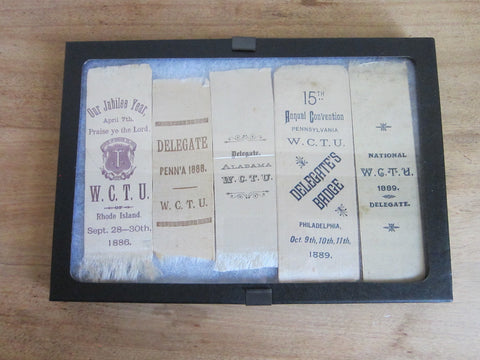 Our Jubilee Year,
April 7th.
Praise ye the Lord.
W. C. T. U.
OF
Rhode Island
Sept. 28—30th.
1886.
DELEGATE
PENN'A 1888.
W. C. T. U.
Delegate.
ALABAMA
W. C. T. U.
15TH
Annual Convention
PENNSYLVANIA
W. C. T. U.
DELEGATE'S
BADGE
PHILADELPHIA,
Oct. 9th, 10th, 11th,
1889.
NATIONAL
W. C. T. U.
1889.
DELEGATE.